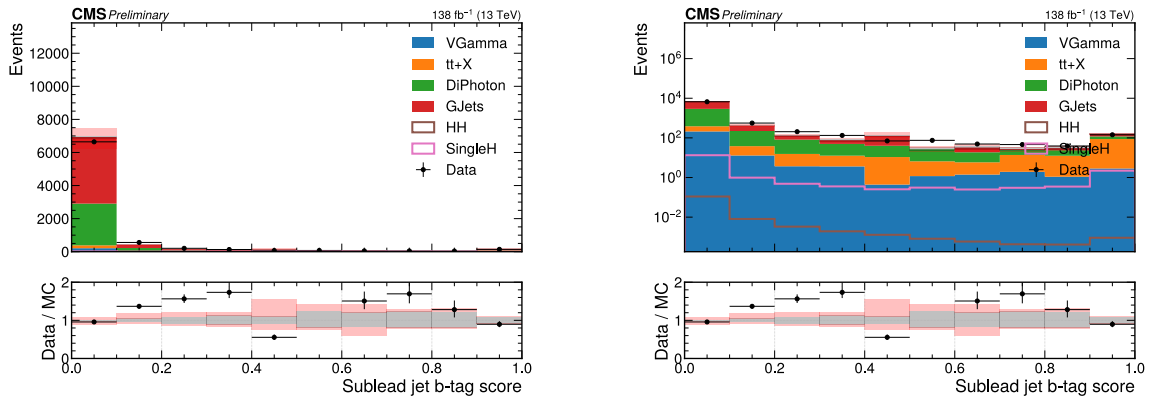 CMS Preliminary 138 fb⁻¹ (13 TeV)
Events
12000
10000
8000
6000
4000
2000
0
VGamma
tt+X
DiPhoton
GJets
HH
SingleH
Data
Data / MC
2
1
0
0.0 0.2 0.4 0.6 0.8 1.0
Sublead jet b-tag score
CMS Preliminary 138 fb⁻¹ (13 TeV)
Events
10⁶
10⁴
10²
10⁰
10⁻²
VGamma
tt+X
DiPhoton
GJets
HH
SingleH
Data
Data / MC
2
1
0
0.0 0.2 0.4 0.6 0.8 1.0
Sublead jet b-tag score